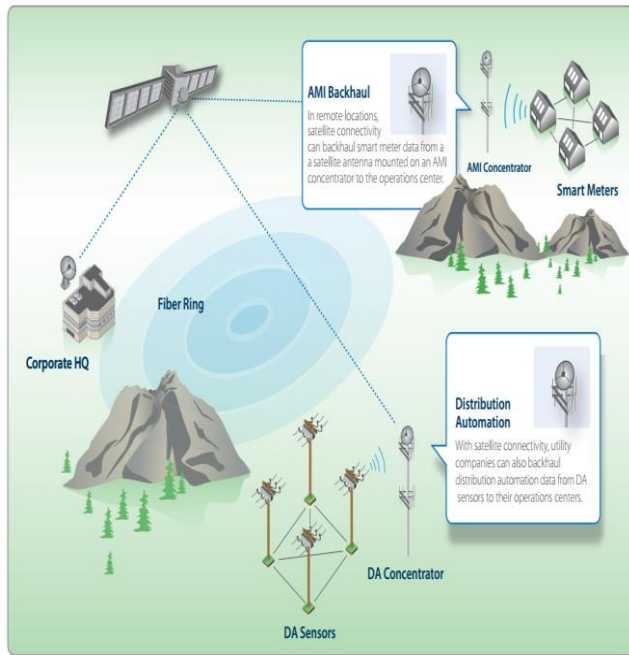 AMI Backhaul
In remote locations,
satellite connectivity
can backhaul smart meter data from a
a satellite antenna mounted on an AMI
concentrator to the operations center.
AMI Concentrator
Smart Meters
Fiber Ring
Corporate HQ
Distribution
Automation
With satellite connectivity, utility
companies can also backhaul
distribution automation data from DA
sensors to their operations centers.
DA Concentrator
DA Sensors